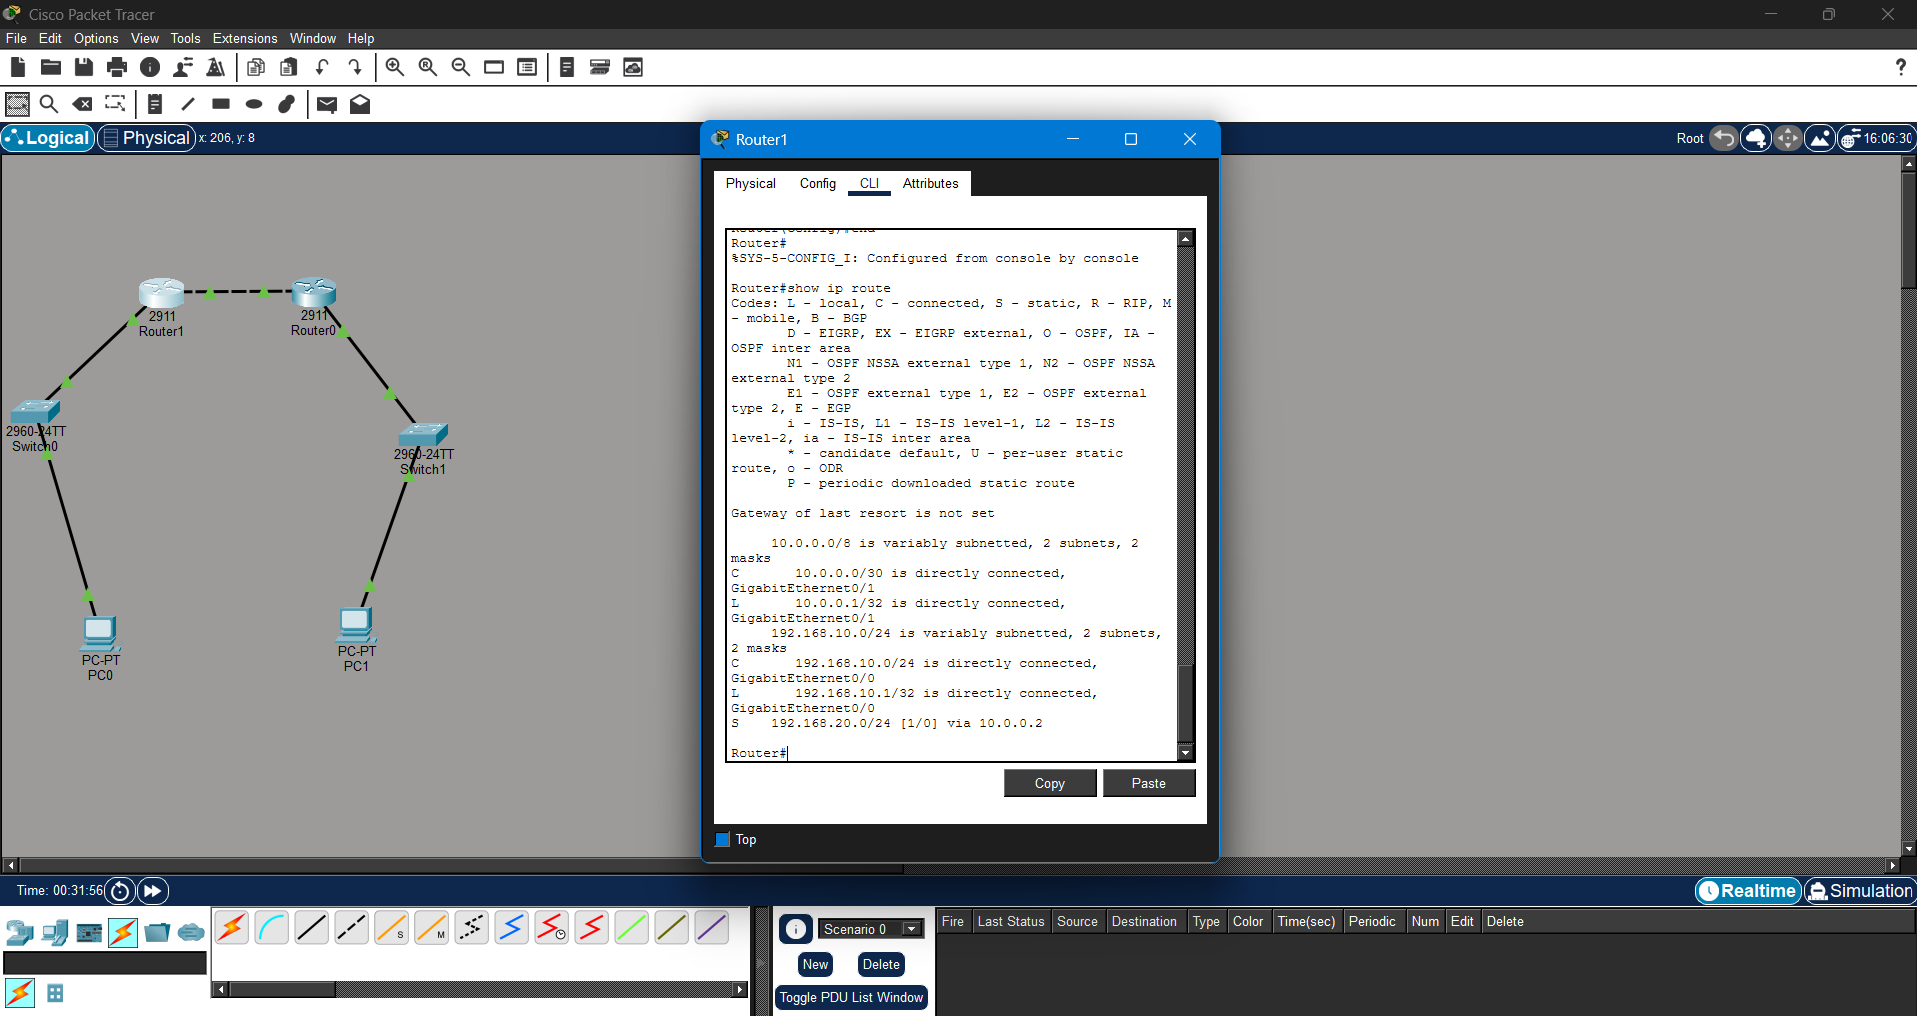 Cisco Packet Tracer
File Edit Options View Tools Extensions Window Help
?
Logical Physical x: 206, y: 8
Root 16:06:30
2911
Router1
2911
Router0
2960-24TT
Switch0
2960-24TT
Switch1
PC-PT
PC0
PC-PT
PC1
Router1
Physical Config CLI Attributes
Router(config)#end
Router#
%SYS-5-CONFIG_I: Configured from console by console
Router#show ip route
Codes: L - local, C - connected, S - static, R - RIP, M
- mobile, B - BGP
D - EIGRP, EX - EIGRP external, O - OSPF, IA -
OSPF inter area
N1 - OSPF NSSA external type 1, N2 - OSPF NSSA
external type 2
E1 - OSPF external type 1, E2 - OSPF external
type 2, E - EGP
i - IS-IS, L1 - IS-IS level-1, L2 - IS-IS
level-2, ia - IS-IS inter area
* - candidate default, U - per-user static
route, o - ODR
P - periodic downloaded static route
Gateway of last resort is not set
10.0.0.0/8 is variably subnetted, 2 subnets, 2
masks
C 10.0.0.0/30 is directly connected,
GigabitEthernet0/1
L 10.0.0.1/32 is directly connected,
GigabitEthernet0/1
192.168.10.0/24 is variably subnetted, 2 subnets,
2 masks
C 192.168.10.0/24 is directly connected,
GigabitEthernet0/0
L 192.168.10.1/32 is directly connected,
GigabitEthernet0/0
S 192.168.20.0/24 [1/0] via 10.0.0.2
Router#
Copy Paste
Top
Time: 00:31:56
Realtime Simulation
S M
Scenario 0
New Delete
Toggle PDU List Window
Fire Last Status Source Destination Type Color Time(sec) Periodic Num Edit Delete